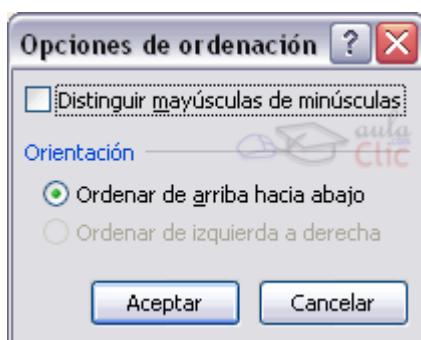 Opciones de ordenación
Distinguir mayúsculas de minúsculas
aula
Clic
Orientación
Ordenar de arriba hacia abajo
Ordenar de izquierda a derecha
Aceptar
Cancelar